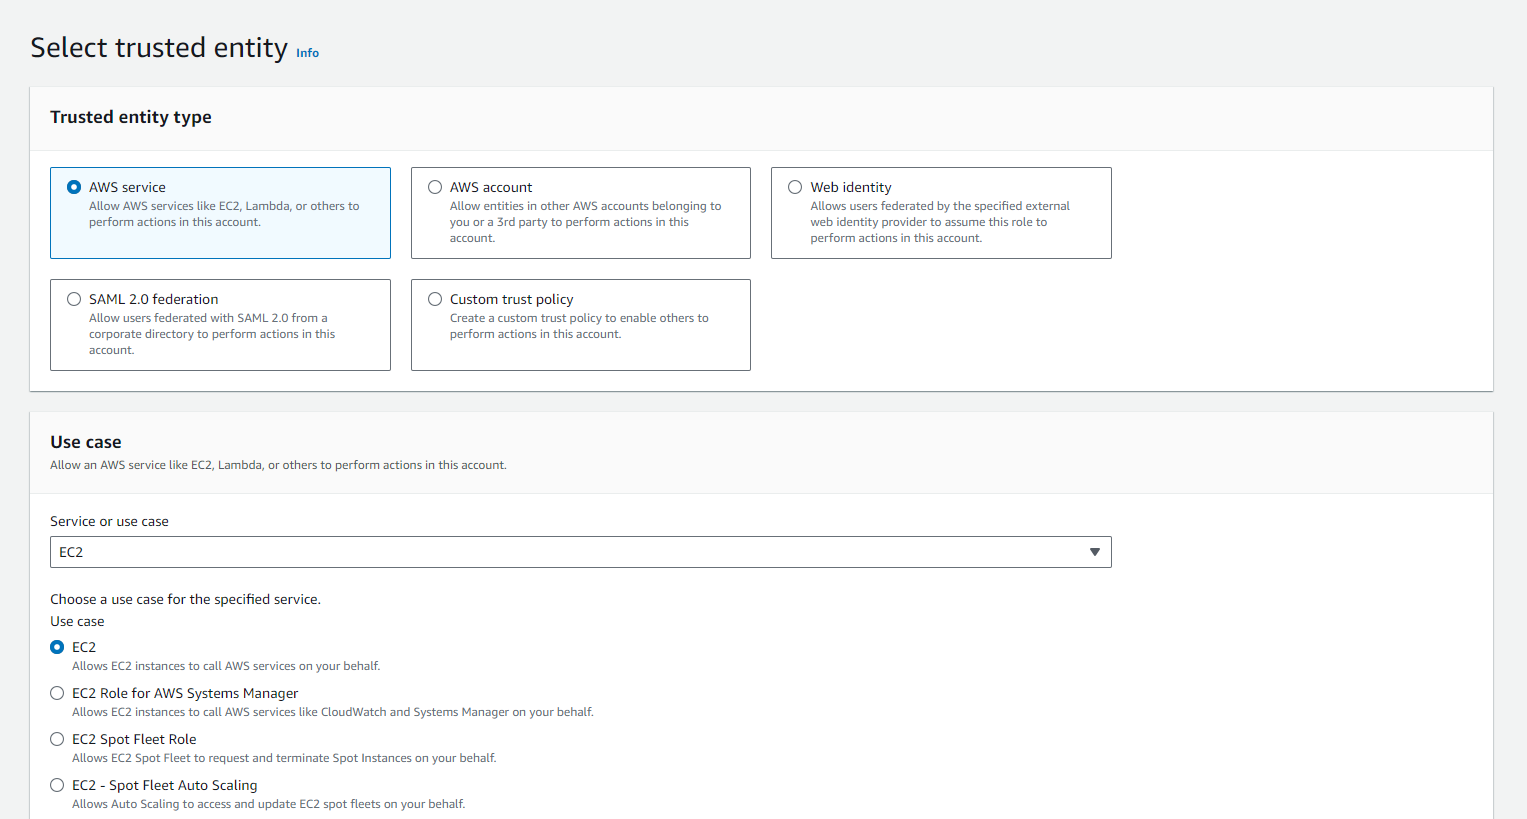 Select trusted entity Info
Trusted entity type
AWS service
Allow AWS services like EC2, Lambda, or others to
perform actions in this account.
AWS account
Allow entities in other AWS accounts belonging to
you or a 3rd party to perform actions in this
account.
Web identity
Allows users federated by the specified external
web identity provider to assume this role to
perform actions in this account.
SAML 2.0 federation
Allow users federated with SAML 2.0 from a
corporate directory to perform actions in this
account.
Custom trust policy
Create a custom trust policy to enable others to
perform actions in this account.
Use case
Allow an AWS service like EC2, Lambda, or others to perform actions in this account.
Service or use case
EC2
Choose a use case for the specified service.
Use case
EC2
Allows EC2 instances to call AWS services on your behalf.
EC2 Role for AWS Systems Manager
Allows EC2 instances to call AWS services like CloudWatch and Systems Manager on your behalf.
EC2 Spot Fleet Role
Allows EC2 Spot Fleet to request and terminate Spot Instances on your behalf.
EC2 - Spot Fleet Auto Scaling
Allows Auto Scaling to access and update EC2 spot fleets on your behalf.